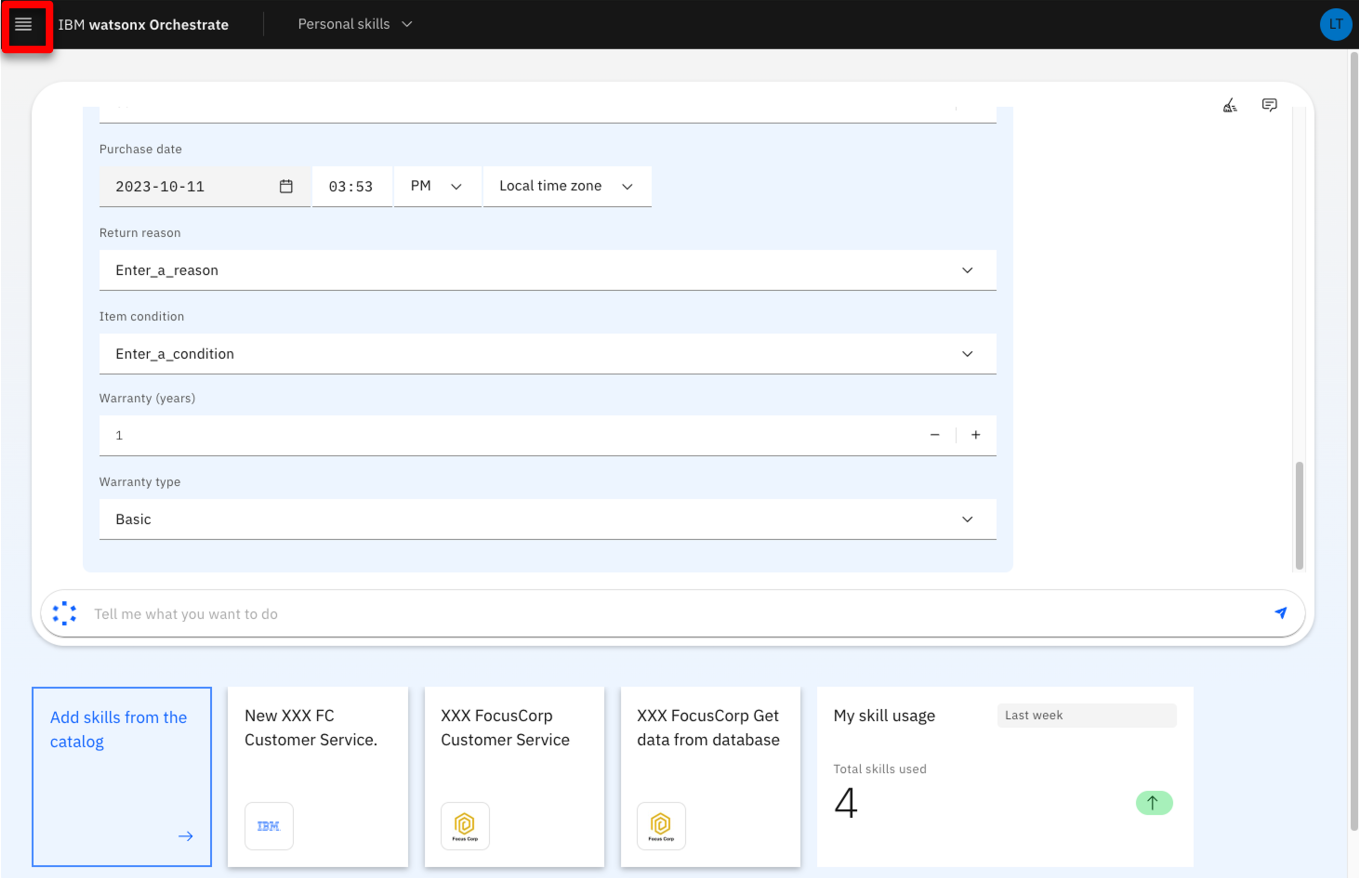 IBM watsonx Orchestrate
Personal skills
LT
Purchase date
2023-10-11
03:53
PM
Local time zone
Return reason
Enter_a_reason
Item condition
Enter_a_condition
Warranty (years)
1
Warranty type
Basic
Tell me what you want to do
Add skills from the
catalog
New XXX FC
Customer Service.
IBM.
XXX FocusCorp
Customer Service
Focus Corp
XXX FocusCorp Get
data from database
Focus Corp
My skill usage
Last week
Total skills used
4